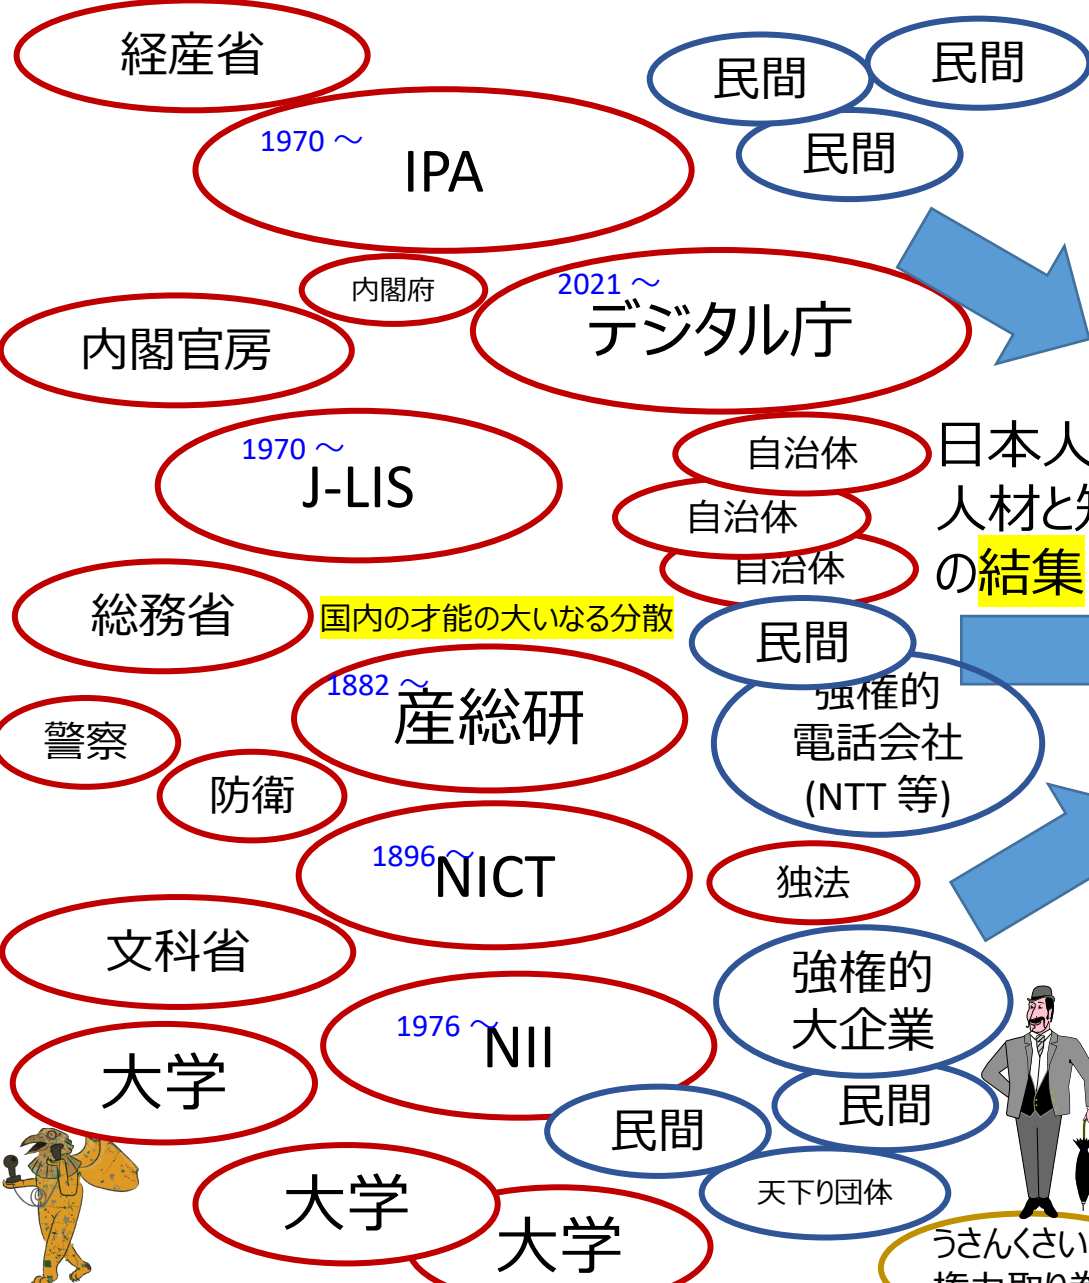 経産省
民間
民間
民間
1970 ～
IPA
内閣府
2021 ～
デジタル庁
内閣官房
1970 ～
J-LIS
自治体
自治体
自治体
日本人
人材と
の結集
総務省
国内の才能の大いなる分散
民間
1882 ～
産総研
強権的
電話会社
(NTT 等)
警察
防衛
1896 ～
NICT
独法
文科省
強権的
大企業
1976 ～
NII
大学
民間
民間
天下り団体
大学
大学
うさんくさい
権力取り